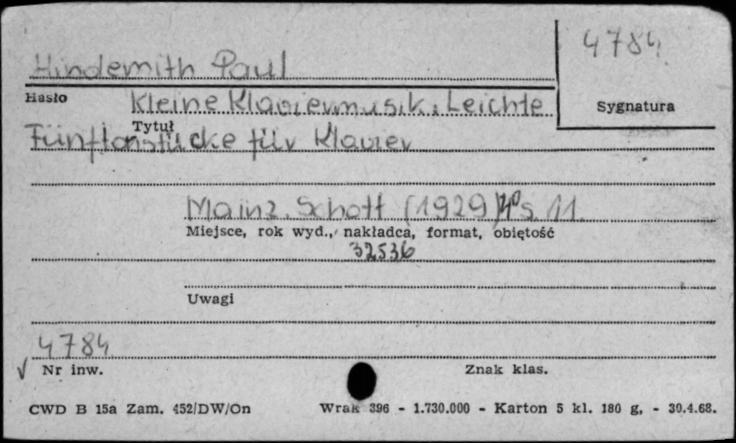 Hindemith Paul
4784
Hasło
Kleine Klaviermusik. Leichte
Sygnatura
Tytuł
Fünftonstücke für Klavier
Mainz. Schott (1929) 4⁰ s. 11.
Miejsce, rok wyd., nakładca, format, objętość
32536
Uwagi
4784
Nr inw.
Znak klas.
CWD B 15a Zam. 452/DW/On
Wrak 396 - 1.730.000 - Karton 5 kl. 180 g, - 30.4.68.